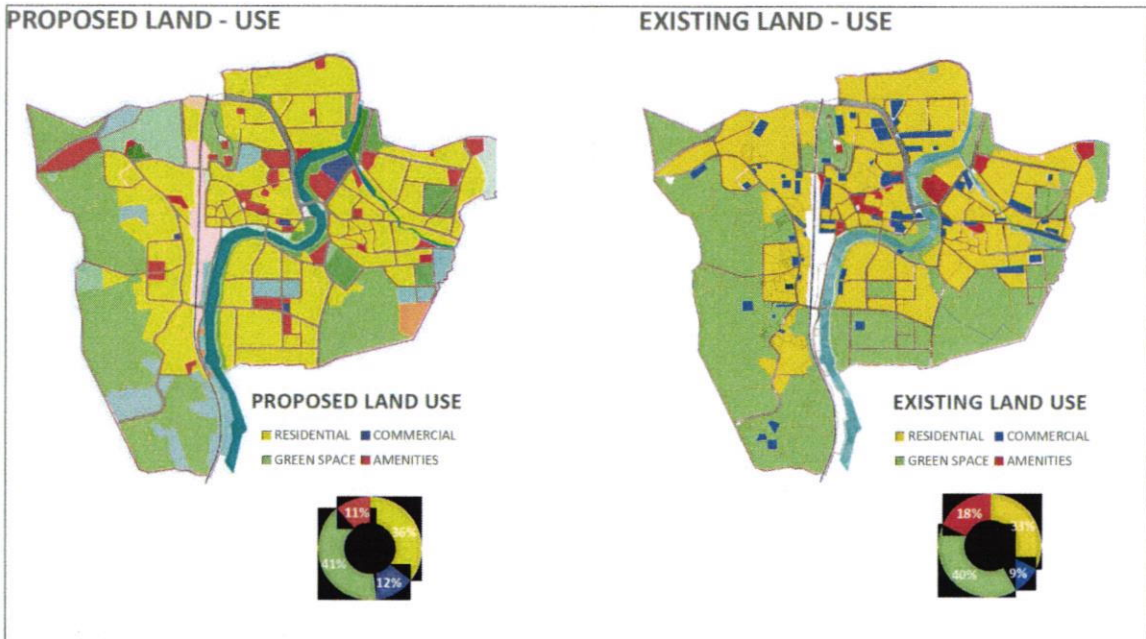 PROPOSED LAND - USE
PROPOSED LAND USE
RESIDENTIAL COMMERCIAL
GREEN SPACE AMENITIES
11%
36%
41%
12%
EXISTING LAND - USE
EXISTING LAND USE
RESIDENTIAL COMMERCIAL
GREEN SPACE AMENITIES
18%
33%
40%
9%